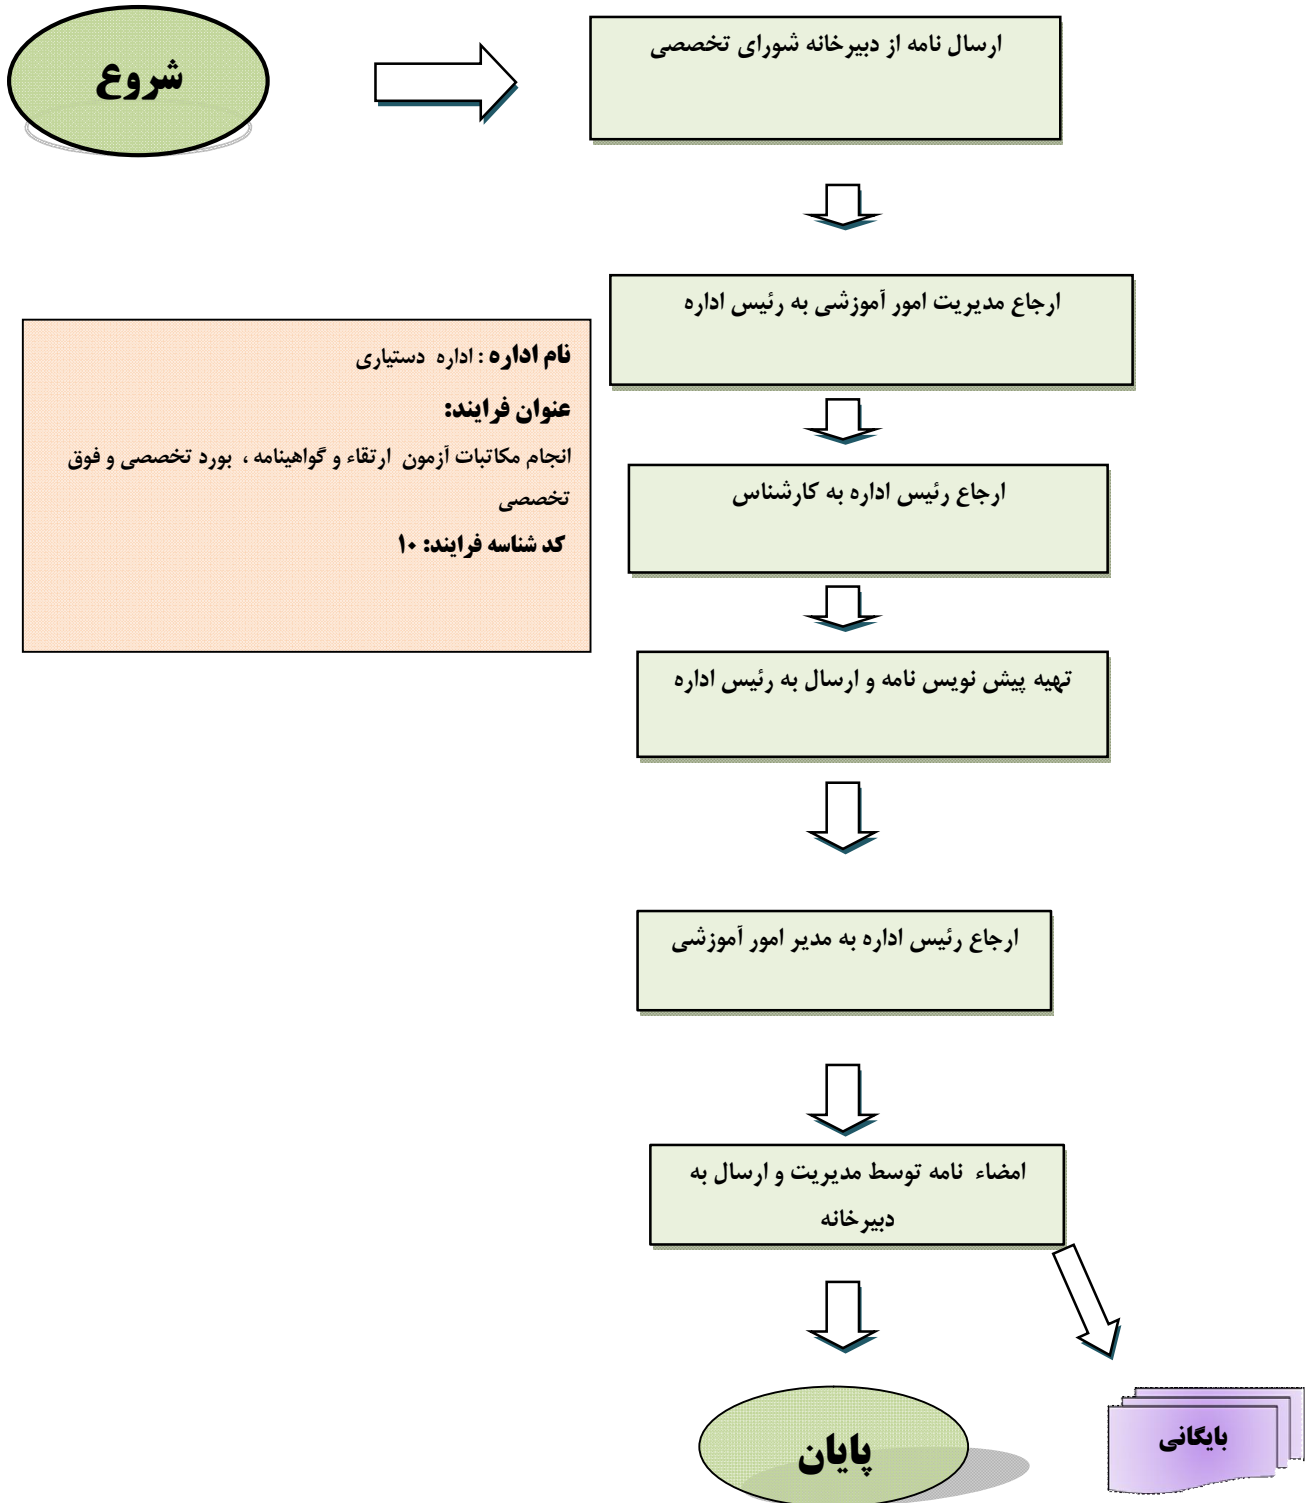 شروع
ارسال نامه از دبیرخانه شورای تخصصی
ارجاع مدیریت امور آموزشی به رئیس اداره
نام اداره : اداره دستیاری
عنوان فرایند:
انجام مکاتبات آزمون ارتقاء و گواهینامه ، بورد تخصصی و فوق
تخصصی
کد شناسه فرایند: ۱۰
ارجاع رئیس اداره به کارشناس
تهیه پیش نویس نامه و ارسال به رئیس اداره
ارجاع رئیس اداره به مدیر امور آموزشی
امضاء نامه توسط مدیریت و ارسال به
دبیرخانه
بایگانی
پایان